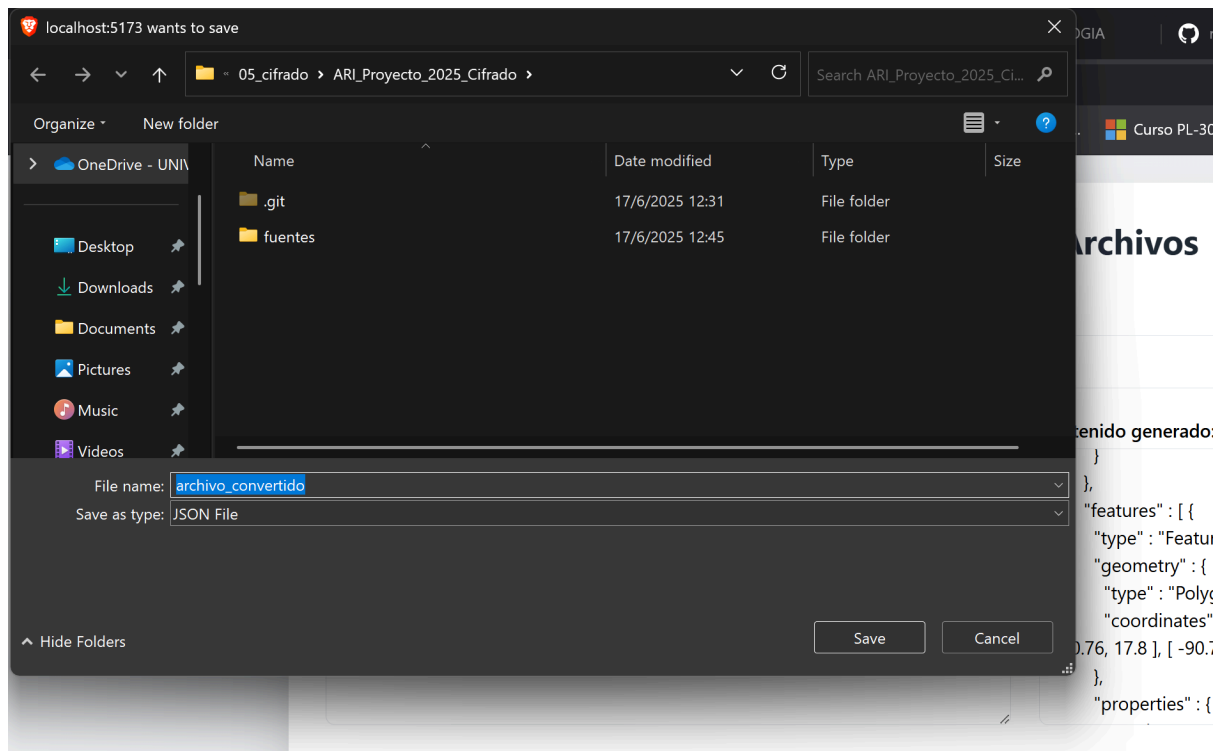 localhost:5173 wants to save
OGIA
05_cifrado › ARI_Proyecto_2025_Cifrado ›
Search ARI_Proyecto_2025_Ci...
Organize
New folder
Curso PL-30
OneDrive - UNIV
Name
Date modified
Type
Size
.git
17/6/2025 12:31
File folder
fuentes
17/6/2025 12:45
File folder
Desktop
Downloads
Documents
Pictures
Music
Videos
Archivos
tenido generado:
}
},
"features" : [ {
"type" : "Featur
"geometry" : {
"type" : "Polyg
"coordinates"
0.76, 17.8 ], [ -90.7
},
"properties" : {
File name: archivo_convertido
Save as type: JSON File
Hide Folders
Save
Cancel